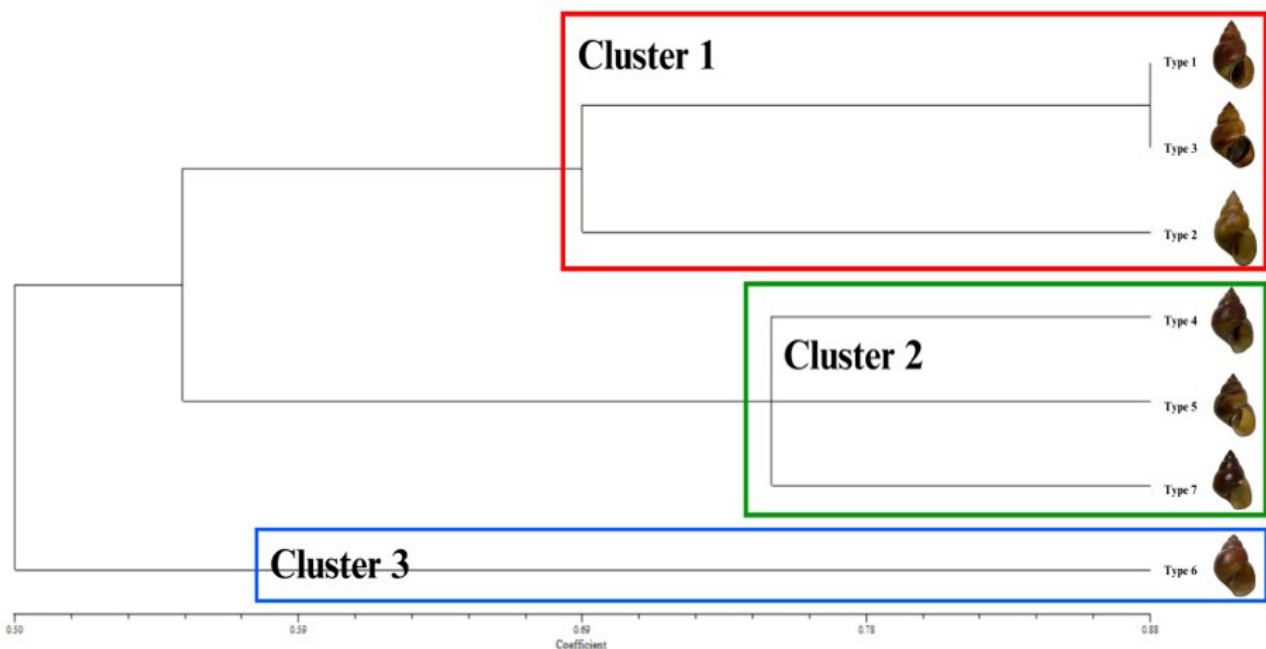 Cluster 1
Type 1
Type 3
Type 2
Type 4
Cluster 2
Type 5
Type 7
Cluster 3
Type 6
0.50 0.59 0.69 0.78 0.88
Coefficient